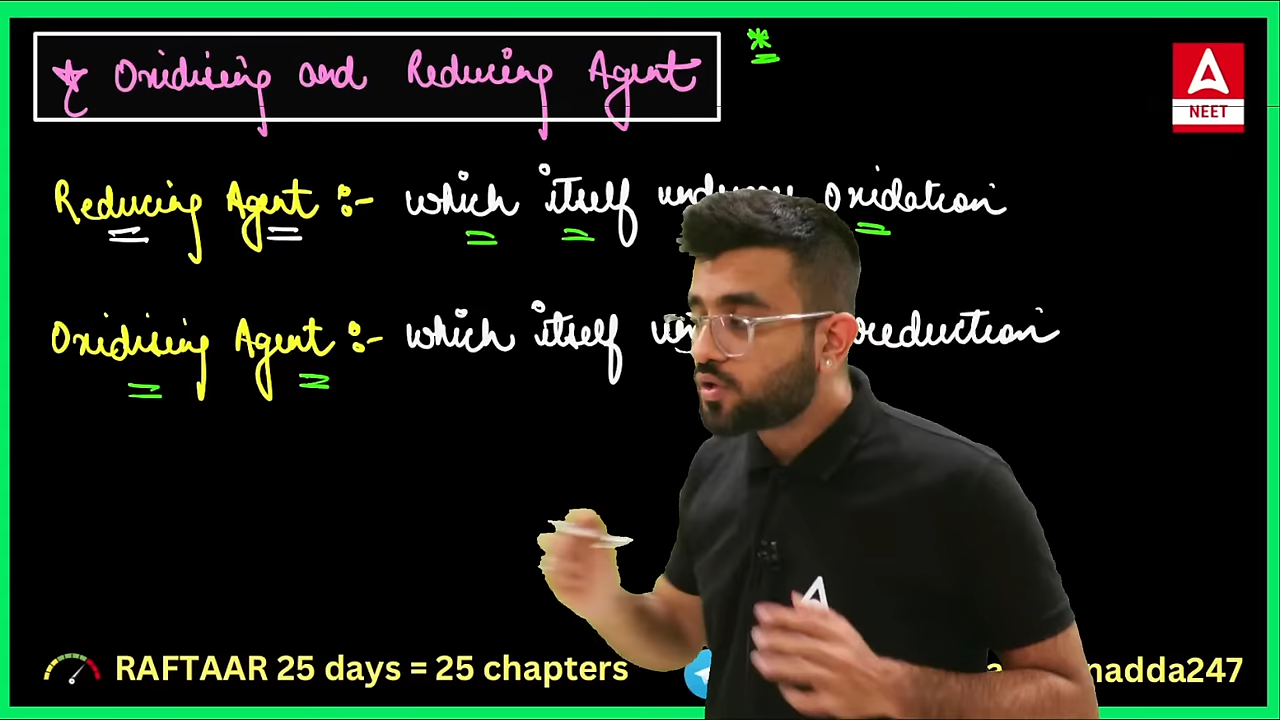 Oxidising and Reducing Agent *
NEET
Reducing Agent :- which itself oxidation
Oxidising Agent :- which itself reduction
RAFTAAR 25 days = 25 chapters
adda247